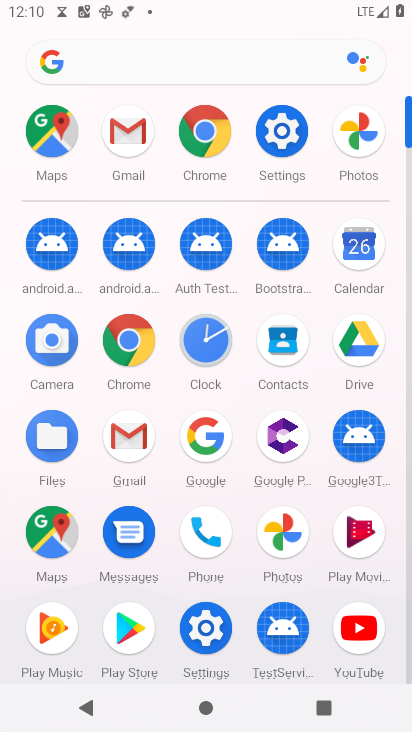 12:10 LTE
G
Maps Gmail Chrome Settings Photos
android.a... android.a... Auth Test... Bootstra... Calendar
Camera Chrome Clock Contacts Drive
Files Gmail Google Google P... Google3T...
Maps Messages Phone Photos Play Movi...
Play Music Play Store Settings TestServi... YouTube